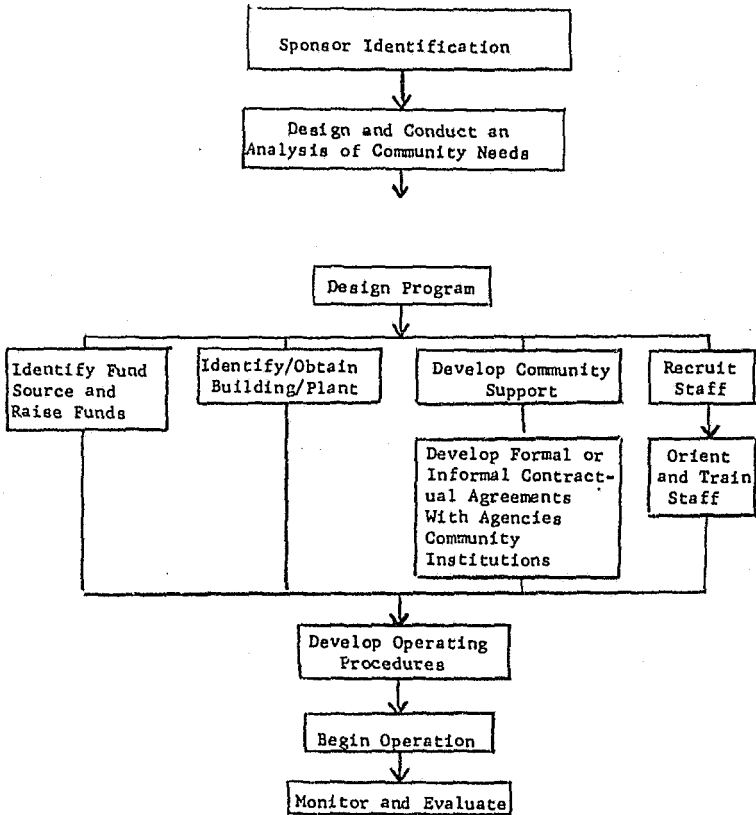 Sponsor Identification
Design and Conduct an
Analysis of Community Needs
Design Program
Identify Fund
Source and
Raise Funds
Identify/Obtain
Building/Plant
Develop Community
Support
Recruit
Staff
Develop Formal or
Informal Contract-
ual Agreements
With Agencies
Community
Institutions
Orient
and Train
Staff
Develop Operating
Procedures
Begin Operation
Monitor and Evaluate